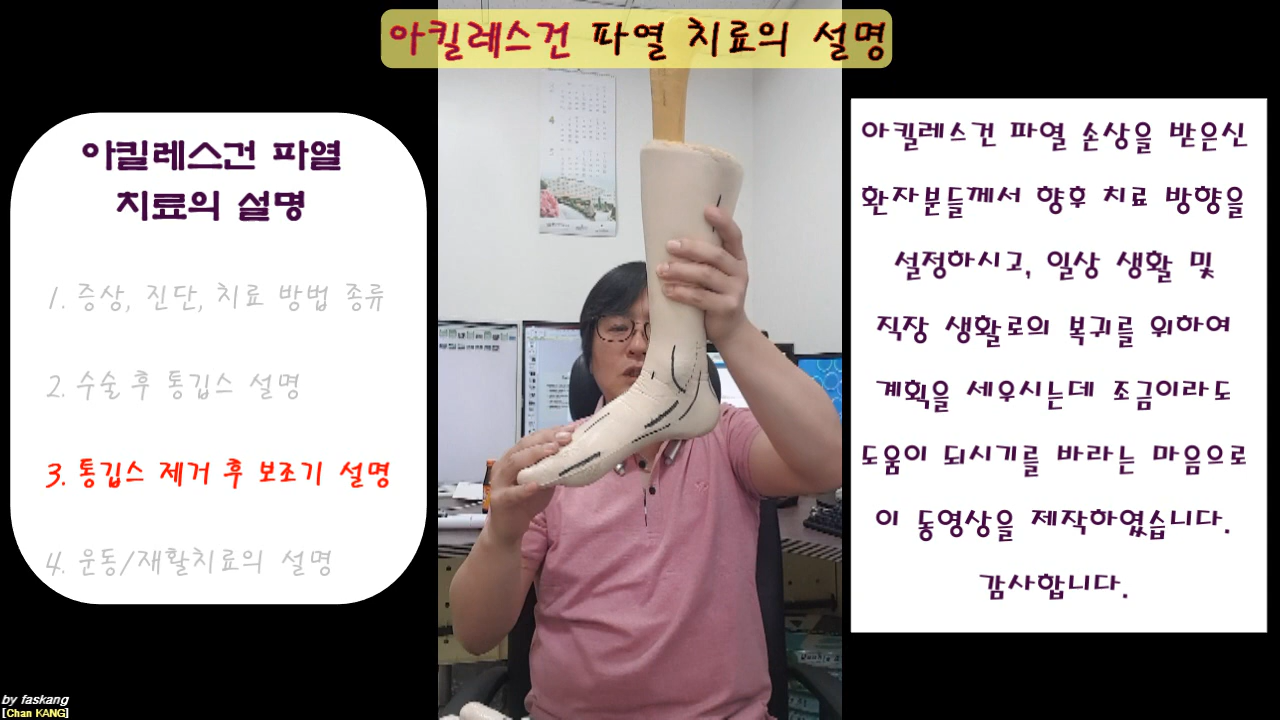 아킬레스건 파열 치료의 설명
아킬레스건 파열
치료의 설명
1. 증상, 진단, 치료 방법 종류
2. 수술 후 통깁스 설명
3. 통깁스 제거 후 보조기 설명
4. 운동/재활치료의 설명
아킬레스건 파열 손상을 받은신
환자분들께서 향후 치료 방향을
설정하시고, 일상 생활 및
직장 생활로의 복귀를 위하여
계획을 세우시는데 조금이라도
도움이 되시기를 바라는 마음으로
이 동영상을 제작하였습니다.
감사합니다.
by faskang
[Chan KANG]